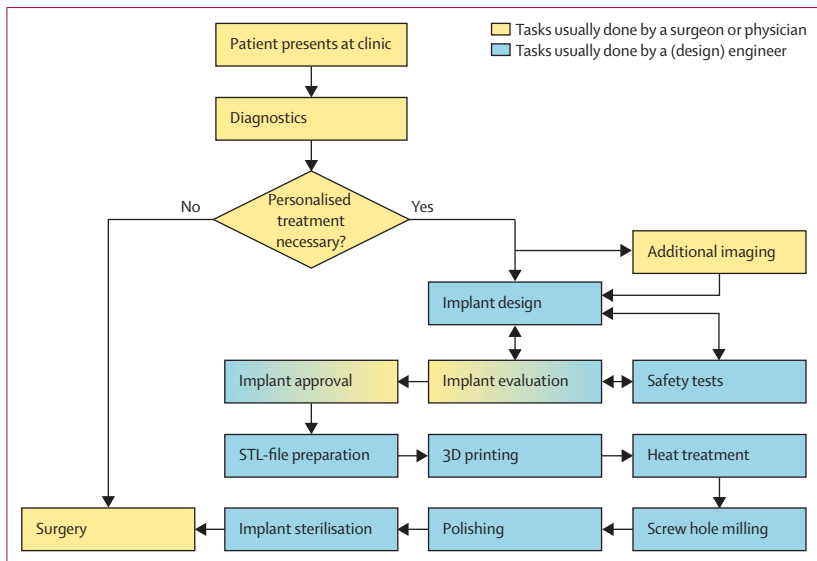 Patient presents at clinic
Tasks usually done by a surgeon or physician
Tasks usually done by a (design) engineer
Diagnostics
No
Personalised
treatment
necessary?
Yes
Additional imaging
Implant design
Implant approval
Implant evaluation
Safety tests
STL-file preparation
3D printing
Heat treatment
Surgery
Implant sterilisation
Polishing
Screw hole milling